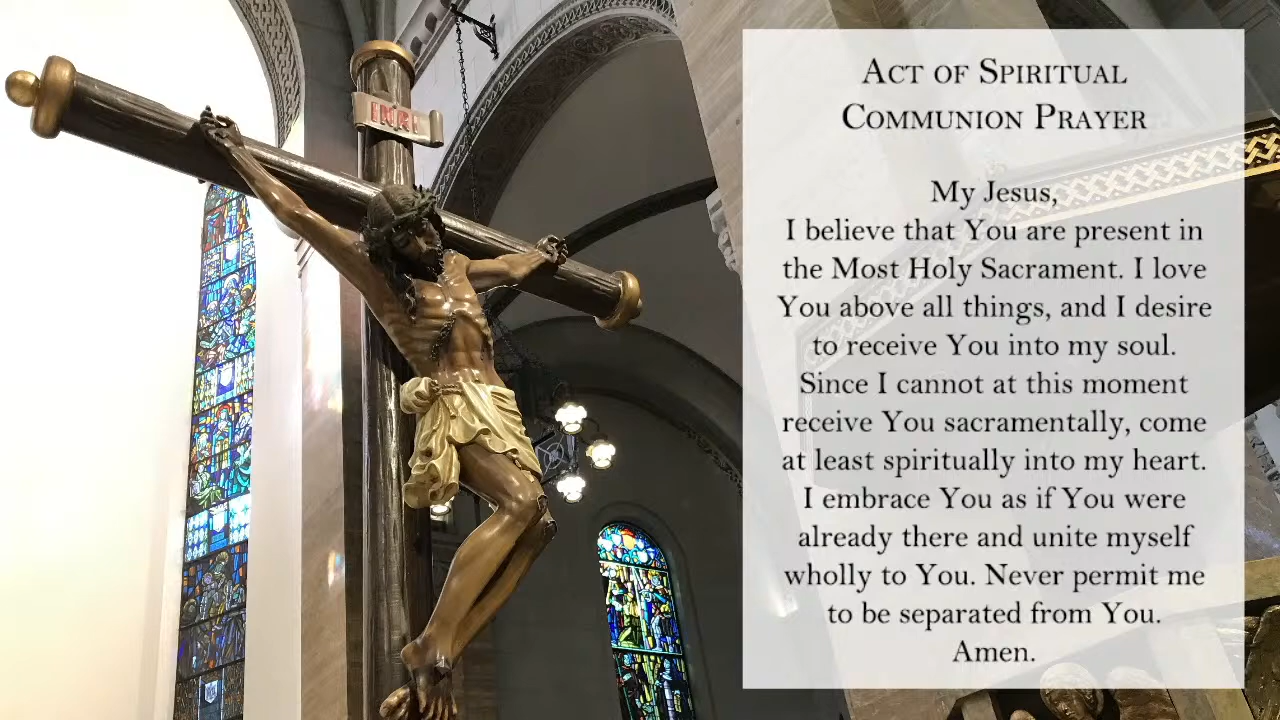 INRI
ACT OF SPIRITUAL
COMMUNION PRAYER
My Jesus,
I believe that You are present in
the Most Holy Sacrament. I love
You above all things, and I desire
to receive You into my soul.
Since I cannot at this moment
receive You sacramentally, come
at least spiritually into my heart.
I embrace You as if You were
already there and unite myself
wholly to You. Never permit me
to be separated from You.
Amen.